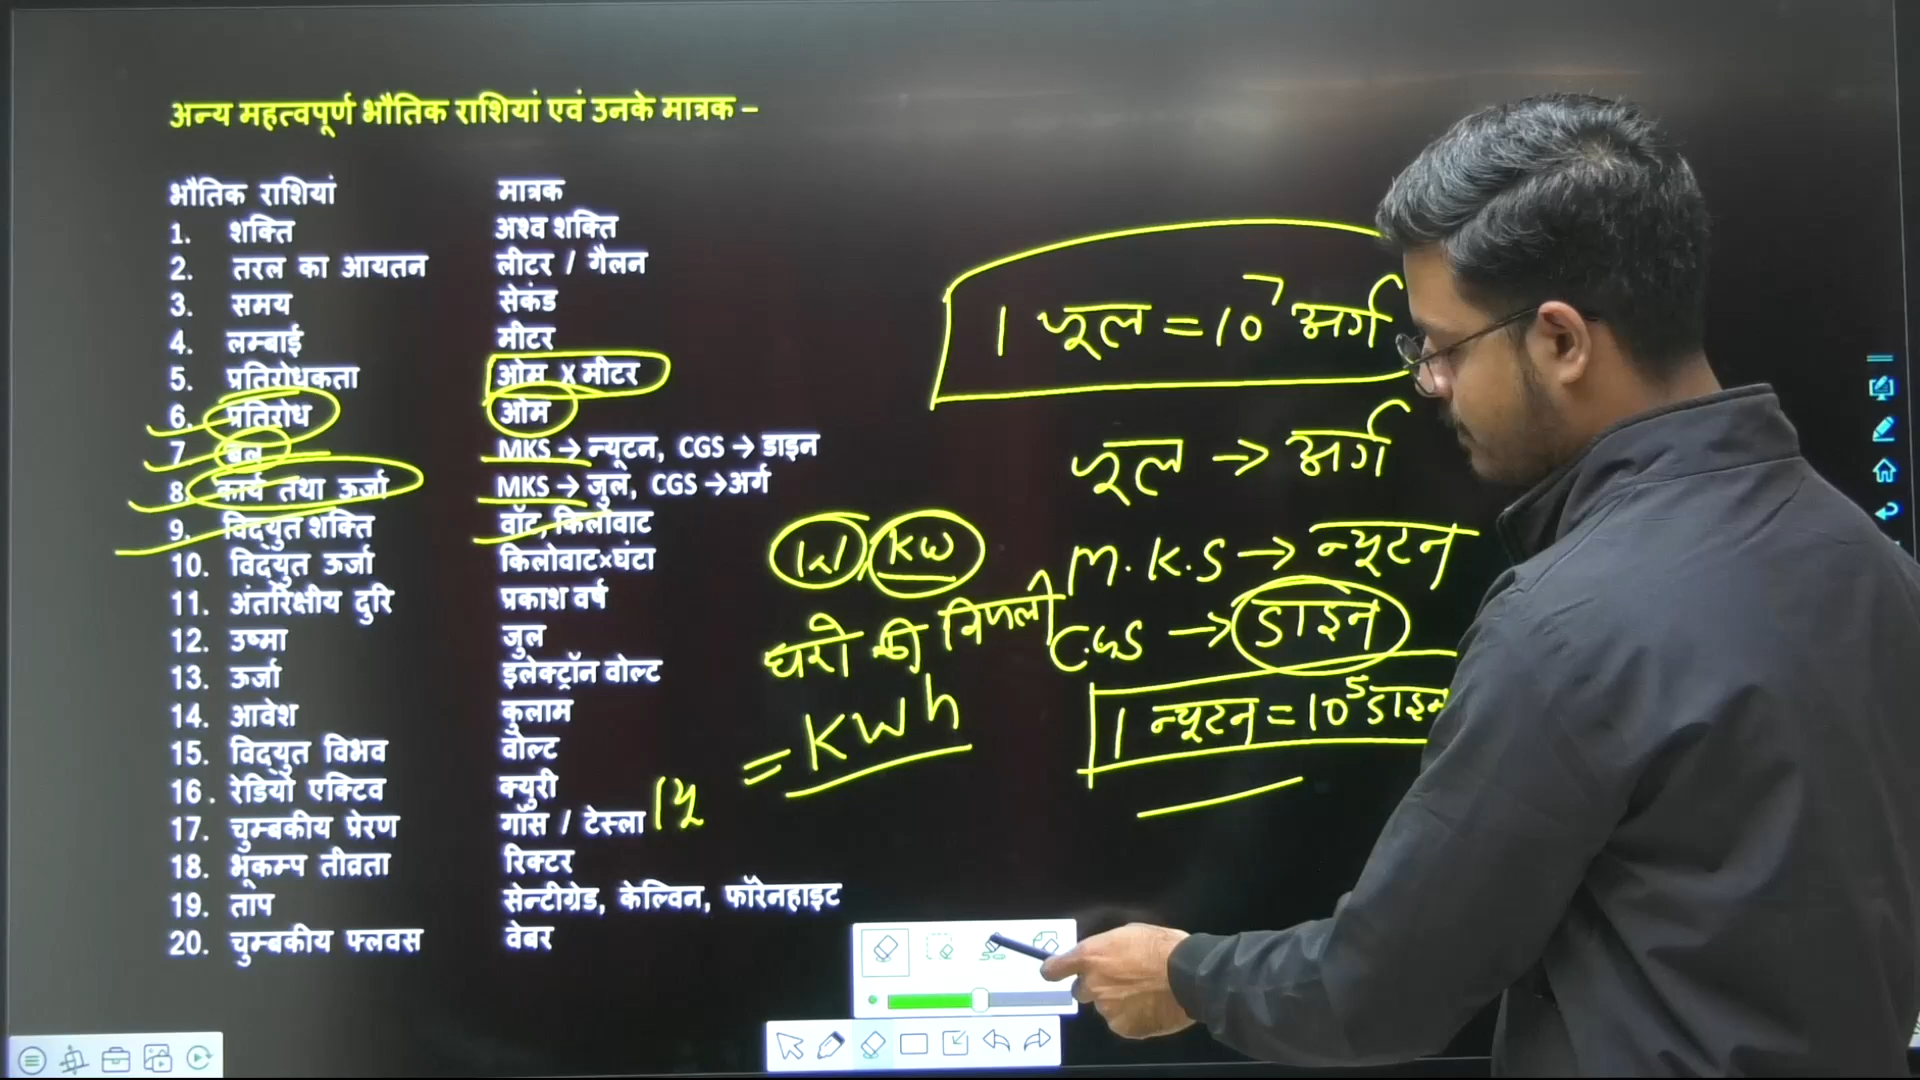 अन्य महत्वपूर्ण भौतिक राशियां एवं उनके मात्रक –
भौतिक राशियां मात्रक
1. शक्ति अश्व शक्ति
2. तरल का आयतन लीटर / गैलन
3. समय सेकंड
4. लम्बाई मीटर
5. प्रतिरोधकता ओम X मीटर
6. प्रतिरोध ओम
7 बल MKS → न्यूटन, CGS → डाइन
8. कार्य तथा ऊर्जा MKS → जुल, CGS →अर्ग
9. विद्युत शक्ति वॉट, किलोवाट
10. विद्युत ऊर्जा किलोवाट×घंटा
11. अंतरिक्षीय दुरि प्रकाश वर्ष
12. उष्मा जुल
13. ऊर्जा इलेक्ट्रॉन वोल्ट
14. आवेश कुलाम
15. विद्युत विभव वोल्ट
16. रेडियो एक्टिव क्युरी
17. चुम्बकीय प्रेरण गॉस / टेस्ला
18. भूकम्प तीव्रता रिक्टर
19. ताप सेन्टीग्रेड, केल्विन, फॉरेनहाइट
20. चुम्बकीय फ्लवस वेबर
1 जूल = 10⁷ अर्ग
जूल → अर्ग
M.K.S → न्यूटन
CGS → डाइन
1 न्यूटन = 10⁵ डाइन
W KW
घरो की बिजली
= KWh
1 यू